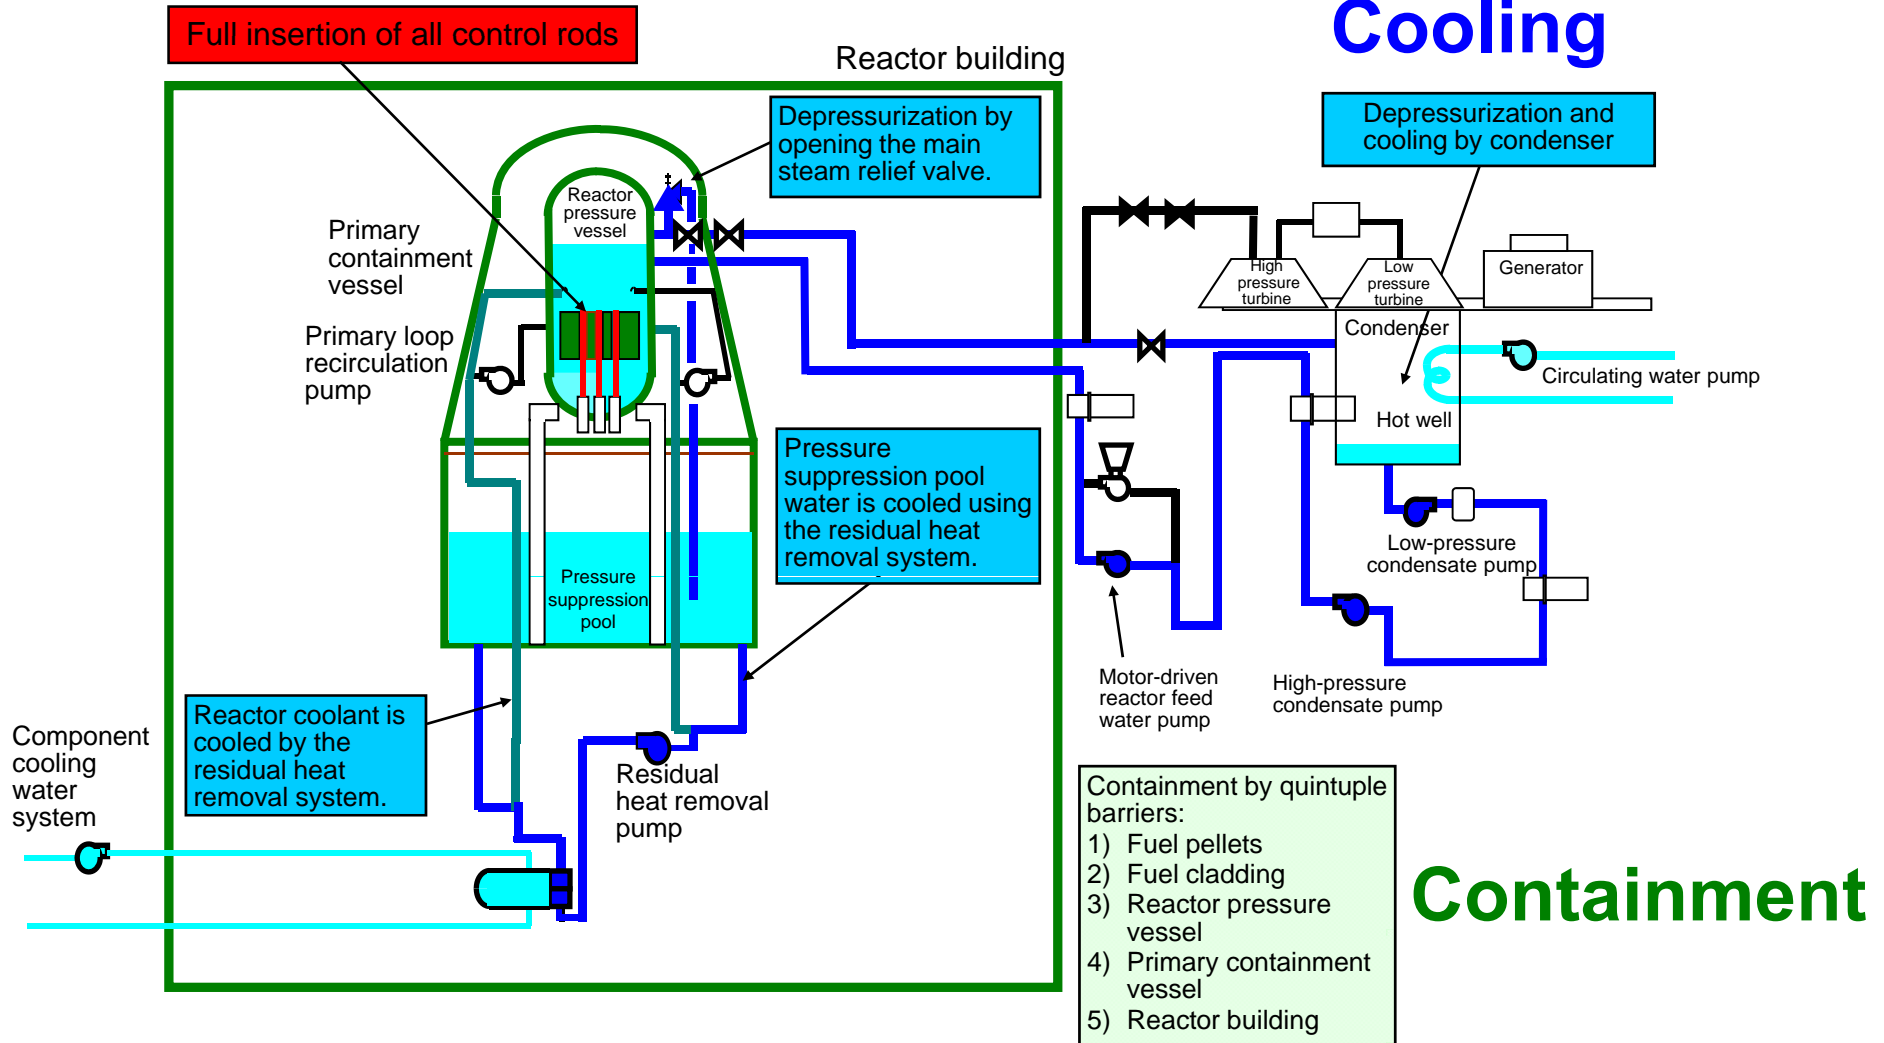 Cooling
Full insertion of all control rods
Reactor building
Depressurization by
opening the main
steam relief valve.
Depressurization and
cooling by condenser
Reactor
pressure
vessel
Primary
containment
vessel
Primary loop
recirculation
pump
High
pressure
turbine
Low
pressure
turbine
Generator
Condenser
Circulating water pump
Hot well
Pressure
suppression pool
water is cooled using
the residual heat
removal system.
Low-pressure
condensate pump
Pressure
suppression
pool
Motor-driven
reactor feed
water pump
High-pressure
condensate pump
Reactor coolant is
cooled by the
residual heat
removal system.
Component
cooling
water
system
Residual
heat removal
pump
Containment by quintuple
barriers:
1) Fuel pellets
2) Fuel cladding
3) Reactor pressure
vessel
4) Primary containment
vessel
5) Reactor building
Containment